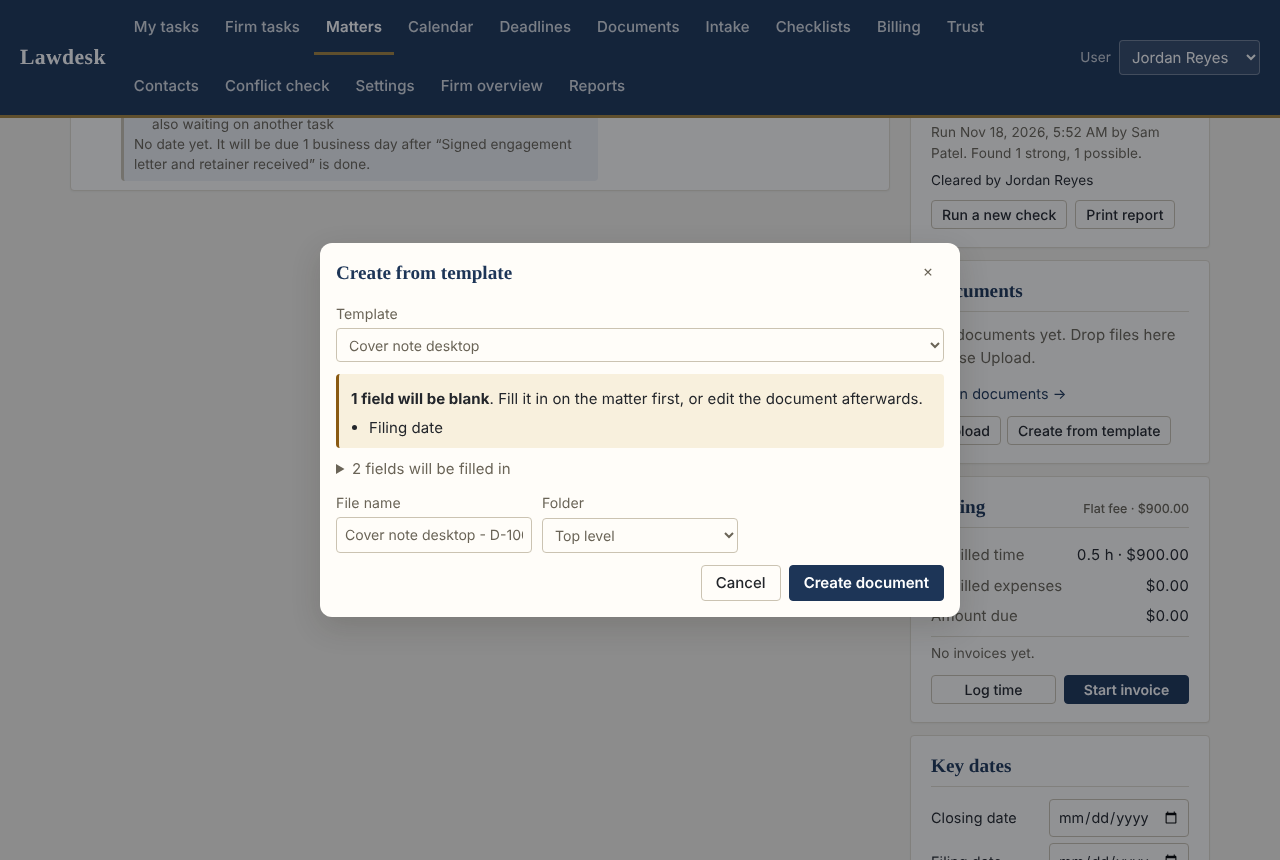 Lawdesk
My tasks
Firm tasks
Matters
Calendar
Deadlines
Documents
Intake
Checklists
Billing
Trust
Contacts
Conflict check
Settings
Firm overview
Reports
User
Jordan Reyes
also waiting on another task
No date yet. It will be due 1 business day after “Signed engagement
letter and retainer received” is done.
Run Nov 18, 2026, 5:52 AM by Sam
Patel. Found 1 strong, 1 possible.
Cleared by Jordan Reyes
Run a new check
Print report
Create from template
×
Template
Cover note desktop
1 field will be blank. Fill it in on the matter first, or edit the document afterwards.
• Filing date
2 fields will be filled in
File name
Folder
Cover note desktop - D-10
Top level
Cancel
Create document
documents yet. Drop files here
Upload.
documents →
Create from template
Flat fee · $900.00
time
0.5 h · $900.00
expenses
$0.00
Amount due
$0.00
No invoices yet.
Log time
Start invoice
Key dates
Closing date
mm/dd/yyyy